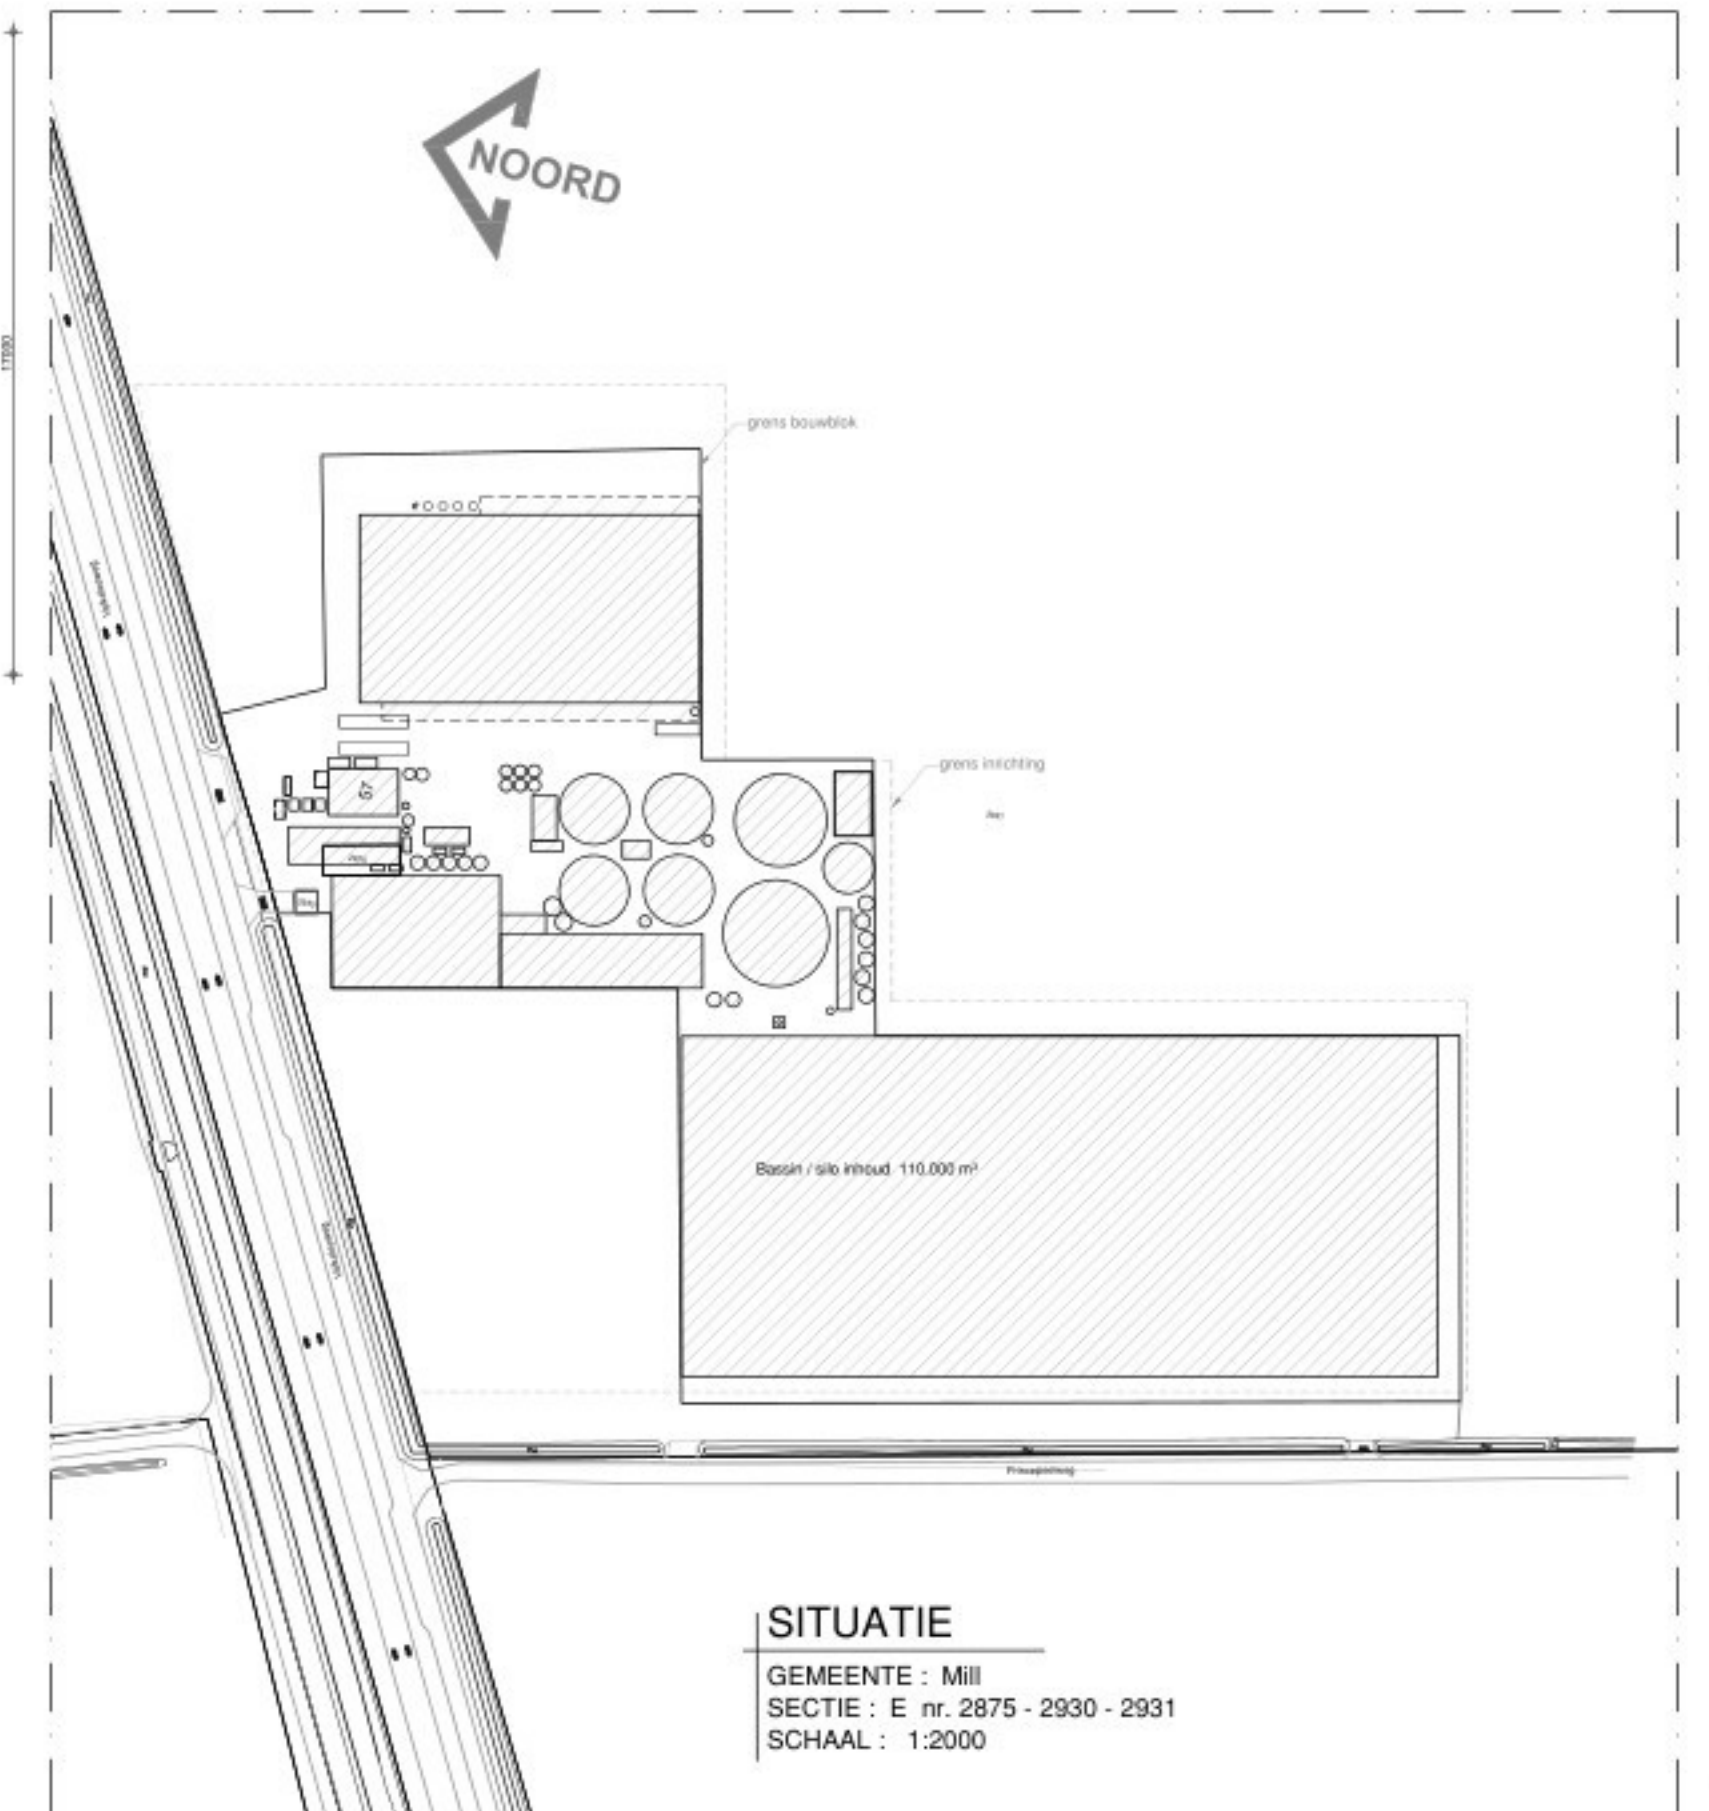 NOORD
grens bouwblok
grens inrichting
57
Bassin / silo inhoud 110.000 m³
SITUATIE
GEMEENTE : Mill
SECTIE : E nr. 2875 - 2930 - 2931
SCHAAL : 1:2000